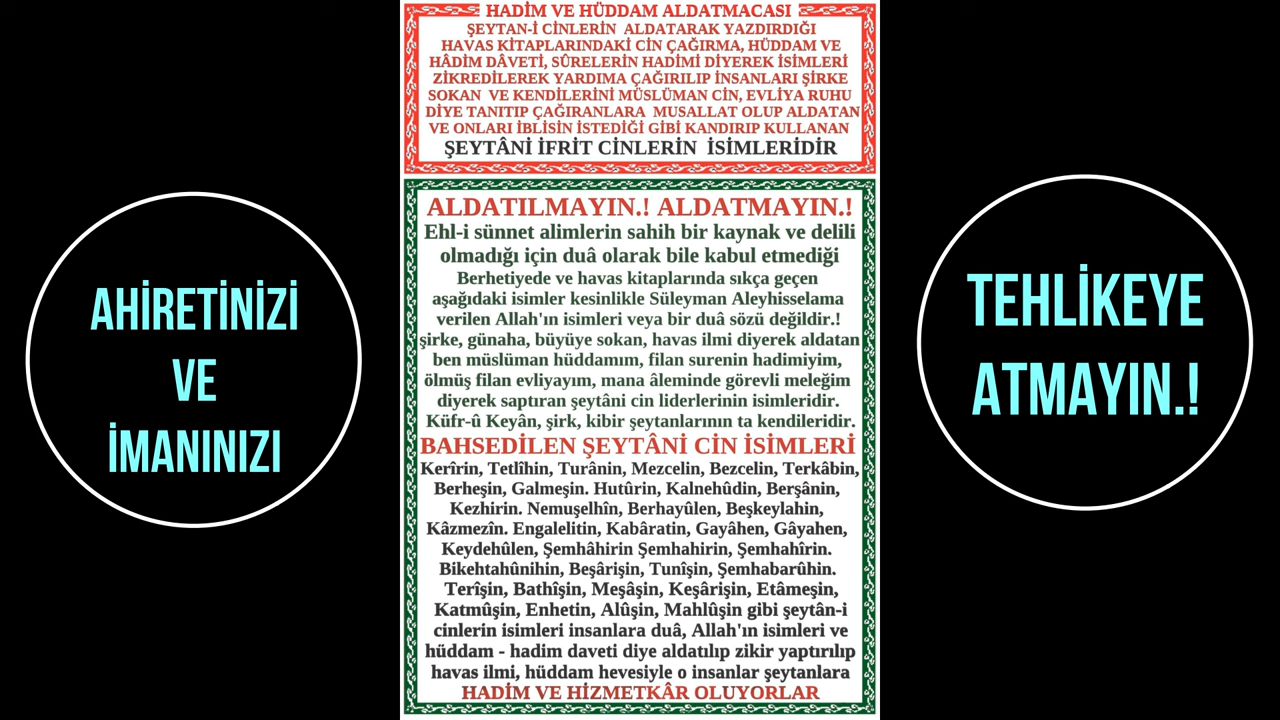 AHİRETİNİZİ
VE
İMANINIZI
HADİM VE HÜDDAM ALDATMACASI
ŞEYTAN-İ CİNLERİN ALDATARAK YAZDIRDIĞI
HAVAS KİTAPLARINDAKİ CİN ÇAĞIRMA, HÜDDAM VE
HÂDİM DÂVETİ, SÛRELERİN HADİMİ DİYEREK İSİMLERİ
ZİKREDİLEREK YARDIMA ÇAĞIRILIP İNSANLARI ŞİRKE
SOKAN VE KENDİLERİNİ MÜSLÜMAN CİN, EVLİYA RUHU
DİYE TANITIP ÇAĞIRANLARA MUSALLAT OLUP ALDATAN
VE ONLARI İBLİSİN İSTEDİĞİ GİBİ KANDIRIP KULLANAN
ŞEYTÂNİ İFRİT CİNLERİN İSİMLERİDİR
ALDATILMAYIN.! ALDATMAYIN.!
Ehl-i sünnet alimlerin sahih bir kaynak ve delili
olmadığı için duâ olarak bile kabul etmediği
Berhetiyede ve havas kitaplarında sıkça geçen
aşağıdaki isimler kesinlikle Süleyman Aleyhisselama
verilen Allah'ın isimleri veya bir duâ sözü değildir.!
şirke, günaha, büyüye sokan, havas ilmi diyerek aldatan
ben müslüman hüddamım, filan surenin hadimiyim,
ölmüş filan evliyayım, mana âleminde görevli meleğim
diyerek saptıran şeytâni cin liderlerinin isimleridir.
Küfr-û Keyân, şirk, kibir şeytanlarının ta kendileridir.
BAHSEDİLEN ŞEYTÂNİ CİN İSİMLERİ
Kerîrin, Tetlîhin, Turânin, Mezcelin, Bezcelin, Terkâbin,
Berheşin, Galmeşin. Hutûrin, Kalnehûdin, Berşânin,
Kezhirin. Nemuşelhîn, Berhayûlen, Beşkeylahin,
Kâzmezîn. Engalelitin, Kabâratin, Gayâhen, Gâyahen,
Keydehûlen, Şemhâhirin Şemhahirin, Şemhahîrin.
Bikehtahûnihin, Beşârişin, Tunîşin, Şemhabarûhin.
Terîşin, Bathîşin, Meşâşin, Keşârişin, Etâmeşin,
Katmûşin, Enhetin, Alûşin, Mahlûşin gibi şeytân-i
cinlerin isimleri insanlara duâ, Allah'ın isimleri ve
hüddam - hadim daveti diye aldatılıp zikir yaptırılıp
havas ilmi, hüddam hevesiyle o insanlar şeytanlara
HADİM VE HİZMETKÂR OLUYORLAR
TEHLİKEYE
ATMAYIN.!